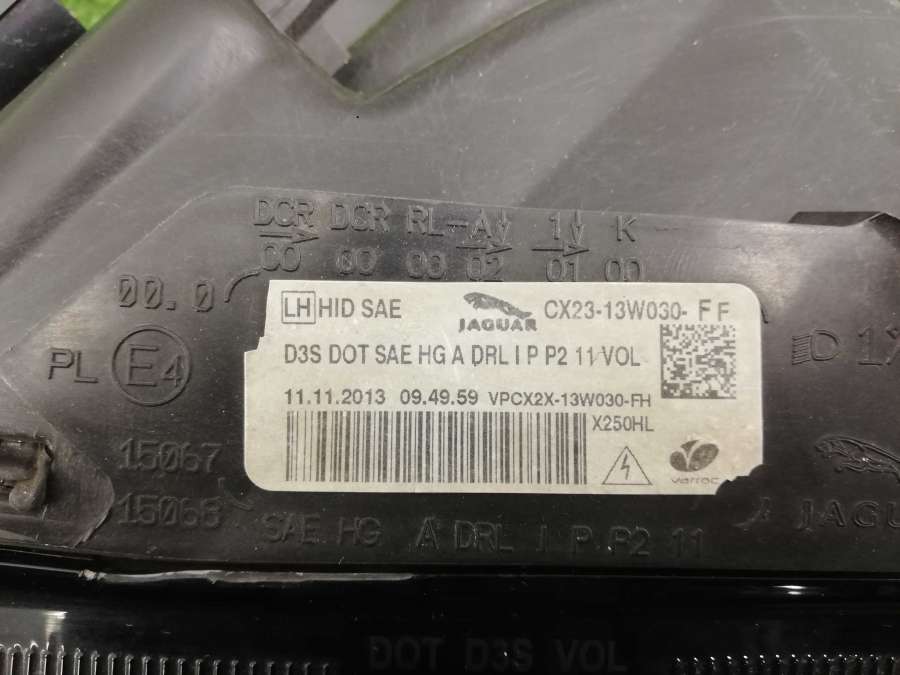 DCR DCR RL-A 1 K
00 00 00 02 01 00
00.0
LH HID SAE JAGUAR CX23-13W030- F F
D3S DOT SAE HG A DRL I P P2 11 VOL
11.11.2013 09.49.59 VPCX2X-13W030-FH
X250HL
varroc
PL E4
15067
15068
SAE HG A DRL I P P2 11
DOT D3S VOL